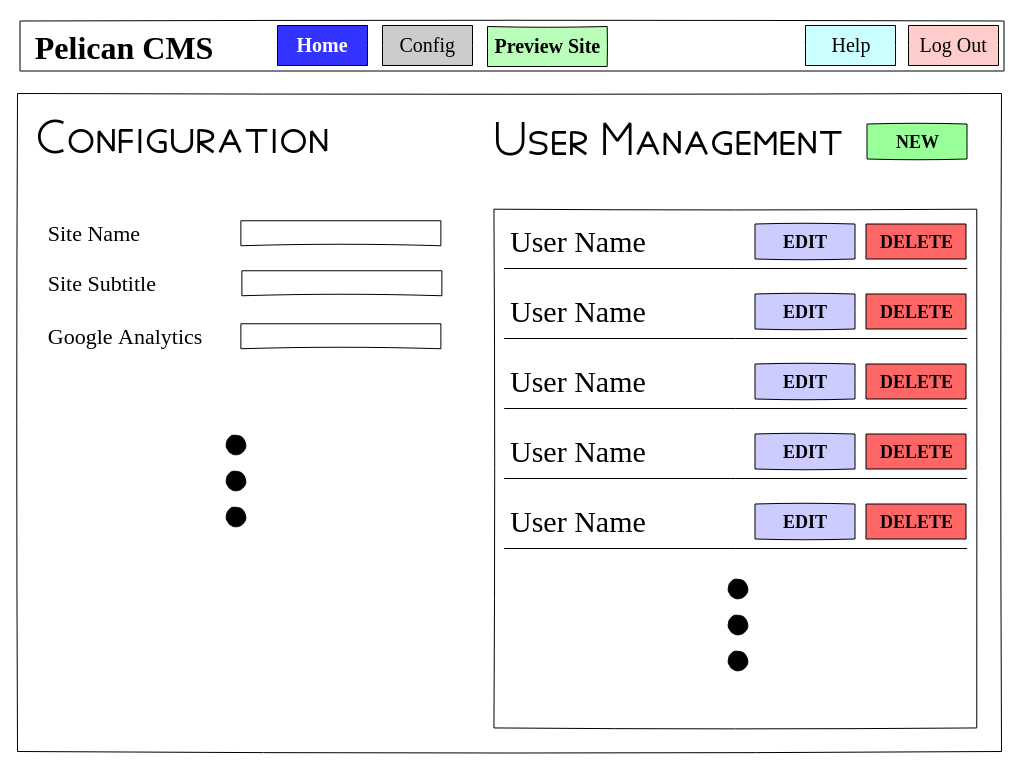 Pelican CMS
Home
Config
Preview Site
Help
Log Out
Configuration
Site Name
Site Subtitle
Google Analytics
User Management
NEW
User Name EDIT DELETE
User Name EDIT DELETE
User Name EDIT DELETE
User Name EDIT DELETE
User Name EDIT DELETE